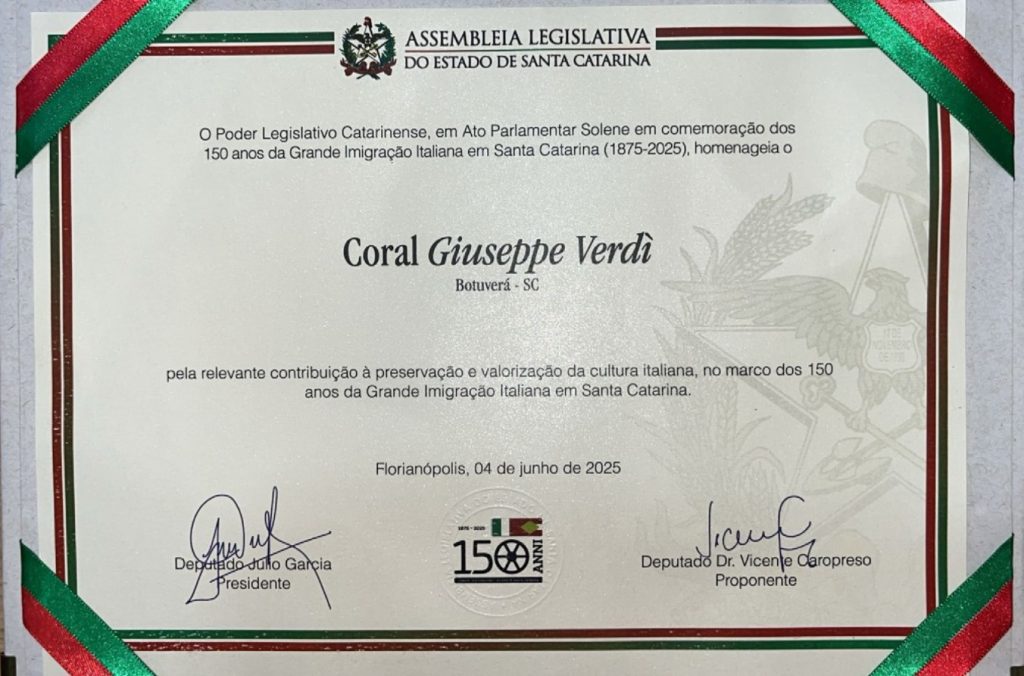 ASSEMBLEIA LEGISLATIVA
DO ESTADO DE SANTA CATARINA
O Poder Legislativo Catarinense, em Ato Parlamentar Solene em comemoração dos
150 anos da Grande Imigração Italiana em Santa Catarina (1875-2025), homenageia o
Coral Giuseppe Verdì
Botuverá - SC
pela relevante contribuição à preservação e valorização da cultura italiana, no marco dos 150
anos da Grande Imigração Italiana em Santa Catarina.
Florianópolis, 04 de junho de 2025
Deputado Julio Garcia
Presidente
1875 - 2025
150 ANNI
Deputado Dr. Vicente Caropreso
Proponente